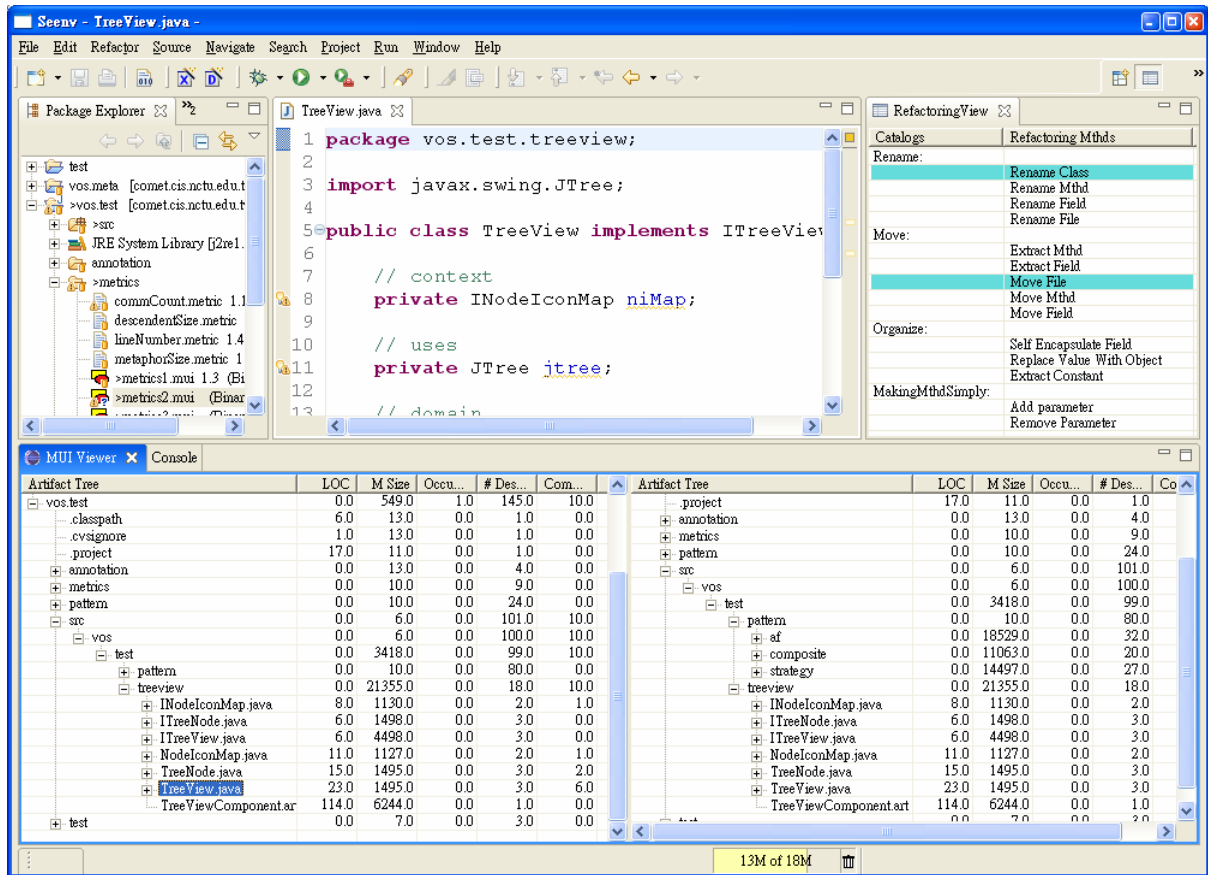 Seenv - TreeView.java -
File Edit Refactor Source Navigate Search Project Run Window Help
Package Explorer
2
test
vos.meta [comet.cis.nctu.edu.t
>vos.test [comet.cis.nctu.edu.t
>src
JRE System Library [j2re1.
annotation
>metrics
commCount.metric 1.1
descendentSize.metric
lineNumber.metric 1.4
metaphorSize.metric 1
>metrics1.mui 1.3 (Bi
>metrics2.mui (Binar
TreeView.java
1 package vos.test.treeview;
2
3 import javax.swing.JTree;
4
5 public class TreeView implements ITreeView
6
7 // context
8 private INodeIconMap niMap;
9
10 // uses
11 private JTree jtree;
12
13 // domain
RefactoringView
Catalogs Refactoring Mthds
Rename:
Rename Class
Rename Mthd
Rename Field
Rename File
Move:
Extract Mthd
Extract Field
Move File
Move Mthd
Move Field
Organize:
Self Encapsulate Field
Replace Value With Object
Extract Constant
MakingMthdSimply:
Add parameter
Remove Parameter
MUI Viewer Console
Artifact Tree LOC M Size Occu... # Des... Com...
vos.test 0.0 549.0 1.0 145.0 10.0
.classpath 6.0 13.0 0.0 1.0 0.0
.cvsignore 1.0 13.0 0.0 1.0 0.0
.project 17.0 11.0 0.0 1.0 0.0
annotation 0.0 13.0 0.0 4.0 0.0
metrics 0.0 10.0 0.0 9.0 0.0
pattern 0.0 10.0 0.0 24.0 0.0
src 0.0 6.0 0.0 101.0 10.0
vos 0.0 6.0 0.0 100.0 10.0
test 0.0 3418.0 0.0 99.0 10.0
pattern 0.0 10.0 0.0 80.0 0.0
treeview 0.0 21355.0 0.0 18.0 10.0
INodeIconMap.java 8.0 1130.0 0.0 2.0 1.0
ITreeNode.java 6.0 1498.0 0.0 3.0 0.0
ITreeView.java 6.0 4498.0 0.0 3.0 0.0
NodeIconMap.java 11.0 1127.0 0.0 2.0 1.0
TreeNode.java 15.0 1495.0 0.0 3.0 2.0
TreeView.java 23.0 1495.0 0.0 3.0 6.0
TreeViewComponent.ar 114.0 6244.0 0.0 1.0 0.0
test 0.0 7.0 0.0 3.0 0.0
Artifact Tree LOC M Size Occu... # Des... Co
.project 17.0 11.0 0.0 1.0
annotation 0.0 13.0 0.0 4.0
metrics 0.0 10.0 0.0 9.0
pattern 0.0 10.0 0.0 24.0
src 0.0 6.0 0.0 101.0
vos 0.0 6.0 0.0 100.0
test 0.0 3418.0 0.0 99.0
pattern 0.0 10.0 0.0 80.0
af 0.0 18529.0 0.0 32.0
composite 0.0 11063.0 0.0 20.0
strategy 0.0 14497.0 0.0 27.0
treeview 0.0 21355.0 0.0 18.0
INodeIconMap.java 8.0 1130.0 0.0 2.0
ITreeNode.java 6.0 1498.0 0.0 3.0
ITreeView.java 6.0 4498.0 0.0 3.0
NodeIconMap.java 11.0 1127.0 0.0 2.0
TreeNode.java 15.0 1495.0 0.0 3.0
TreeView.java 23.0 1495.0 0.0 3.0
TreeViewComponent.art 114.0 6244.0 0.0 1.0
test 0.0 7.0 0.0 3.0
13M of 18M